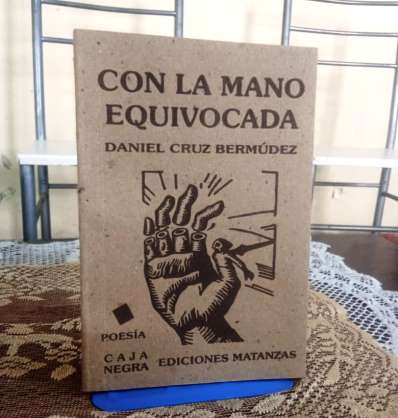 CON LA MANO
EQUIVOCADA
DANIEL CRUZ BERMÚDEZ
POESÍA
CAJA
NEGRA
EDICIONES MATANZAS